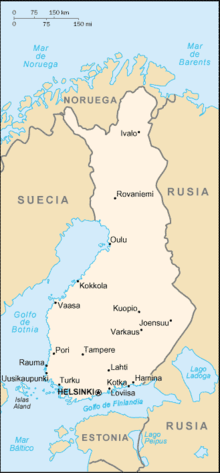 0 75 150 km
0 75 150 mi
Mar
de
Noruega
Mar
de
Barents
NORUEGA
Ivalo
SUECIA
Rovaniemi
RUSIA
Oulu
Kokkola
Golfo
de
Botnia
Vaasa
Kuopio
Joensuu
Varkaus
Pori
Tampere
Lahti
Rauma
Uusikaupunki
Turku
Kotka
Hamina
HELSINKI
Loviisa
Lago
Ladoga
Islas
Åland
Golfo de Finlandia
Mar
Báltico
ESTONIA
Lago
Peipus
RUSIA